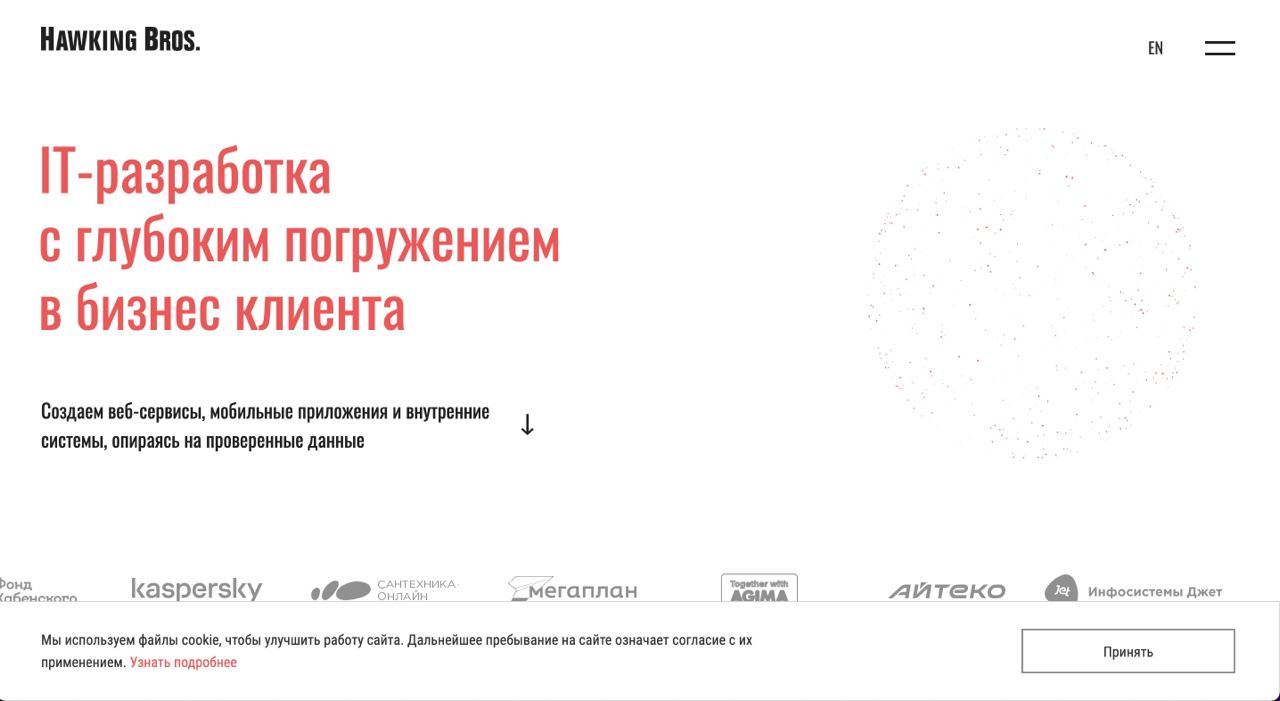 HAWKING BROS.
EN
IT-разработка
с глубоким погружением
в бизнес клиента
Создаем веб-сервисы, мобильные приложения и внутренние
системы, опираясь на проверенные данные
Фонд
Хабенского
kaspersky
САНТЕХНИКА·
ОНЛАЙН
мегаплан
Together with
AGIMA
АЙТЕКО
Jet
Инфосистемы Джет
Мы используем файлы cookie, чтобы улучшить работу сайта. Дальнейшее пребывание на сайте означает согласие с их
применением. Узнать подробнее
Принять